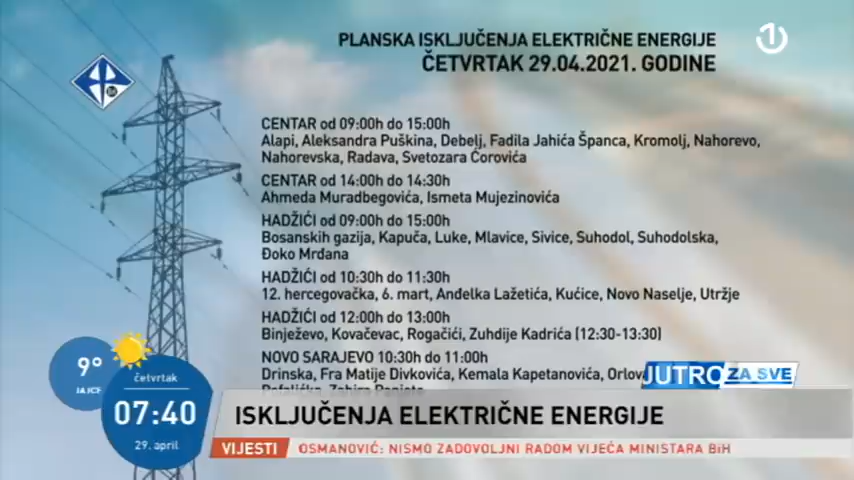 PLANSKA ISKLJUČENJA ELEKTRIČNE ENERGIJE
ČETVRTAK 29.04.2021. GODINE
CENTAR od 09:00h do 15:00h
Alapi, Aleksandra Puškina, Debelj, Fadila Jahića Španca, Kromolj, Nahorevo,
Nahorevska, Radava, Svetozara Ćorovića
CENTAR od 14:00h do 14:30h
Ahmeda Muradbegovića, Ismeta Mujezinovića
HADŽIĆI od 09:00h do 15:00h
Bosanskih gazija, Kapuča, Luke, Mlavice, Sivice, Suhodol, Suhodolska,
Đoko Mrđana
HADŽIĆI od 10:30h do 11:30h
12. hercegovačka, 6. mart, Anđelka Lažetića, Kućice, Novo Naselje, Utržje
HADŽIĆI od 12:00h do 13:00h
Binježevo, Kovačevac, Rogačići, Zuhdije Kadrića (12:30-13:30)
NOVO SARAJEVO 10:30h do 11:00h
Drinska, Fra Matije Divkovića, Kemala Kapetanovića,
JUTRO ZA SVE
9°
JAJCE
četvrtak
07:40
29. april
ISKLJUČENJA ELEKTRIČNE ENERGIJE
VIJESTI OSMANOVIĆ: NISMO ZADOVOLJNI RADOM VIJEĆA MINISTARA BiH